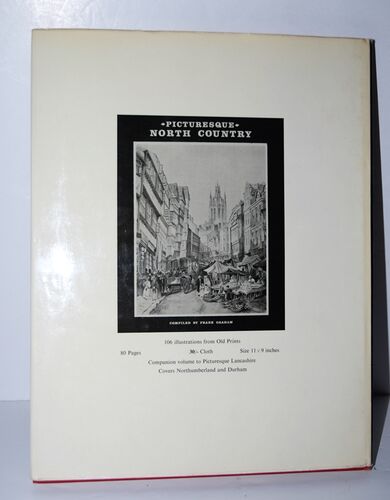 •PICTURESQUE•
NORTH COUNTRY
COMPILED BY FRANK GRAHAM
106 illustrations from Old Prints
80 Pages 30/- Cloth Size 11 × 9 inches
Companion volume to Picturesque Lancashire
Covers Northumberland and Durham